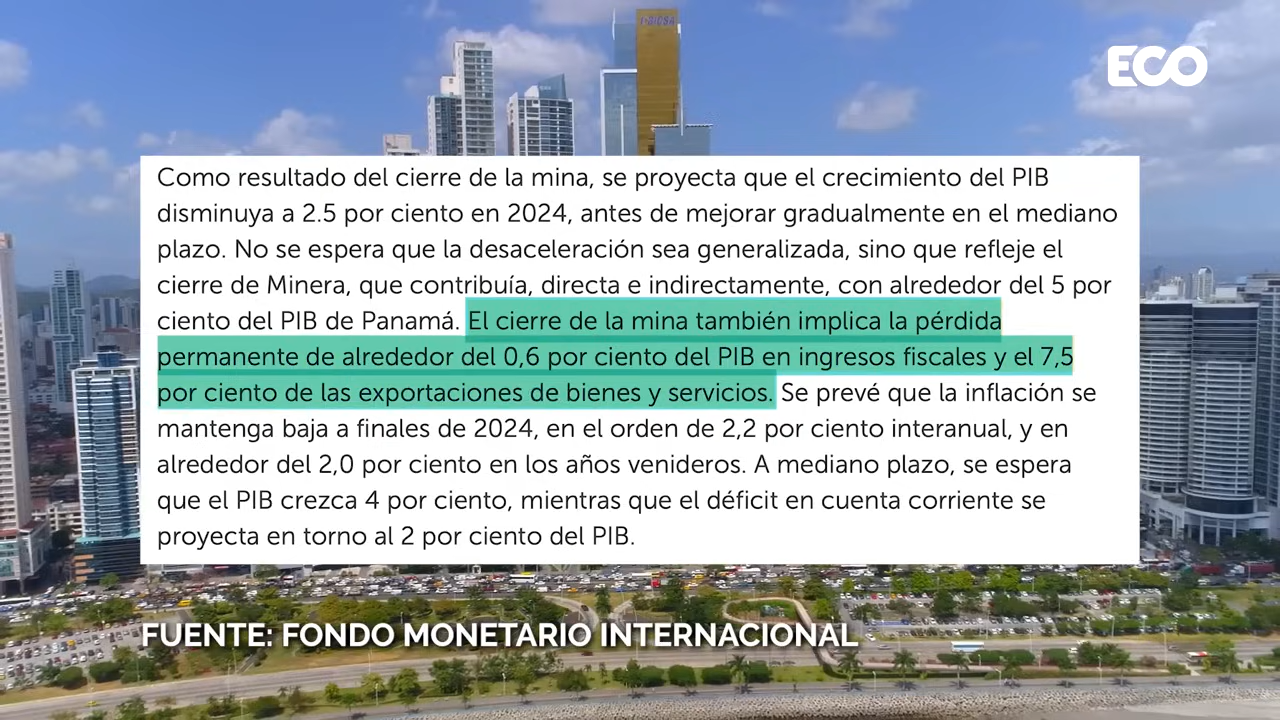 ECO
Como resultado del cierre de la mina, se proyecta que el crecimiento del PIB
disminuya a 2.5 por ciento en 2024, antes de mejorar gradualmente en el mediano
plazo. No se espera que la desaceleración sea generalizada, sino que refleje el
cierre de Minera, que contribuía, directa e indirectamente, con alrededor del 5 por
ciento del PIB de Panamá. El cierre de la mina también implica la pérdida
permanente de alrededor del 0,6 por ciento del PIB en ingresos fiscales y el 7,5
por ciento de las exportaciones de bienes y servicios. Se prevé que la inflación se
mantenga baja a finales de 2024, en el orden de 2,2 por ciento interanual, y en
alrededor del 2,0 por ciento en los años venideros. A mediano plazo, se espera
que el PIB crezca 4 por ciento, mientras que el déficit en cuenta corriente se
proyecta en torno al 2 por ciento del PIB.
FUENTE: FONDO MONETARIO INTERNACIONAL